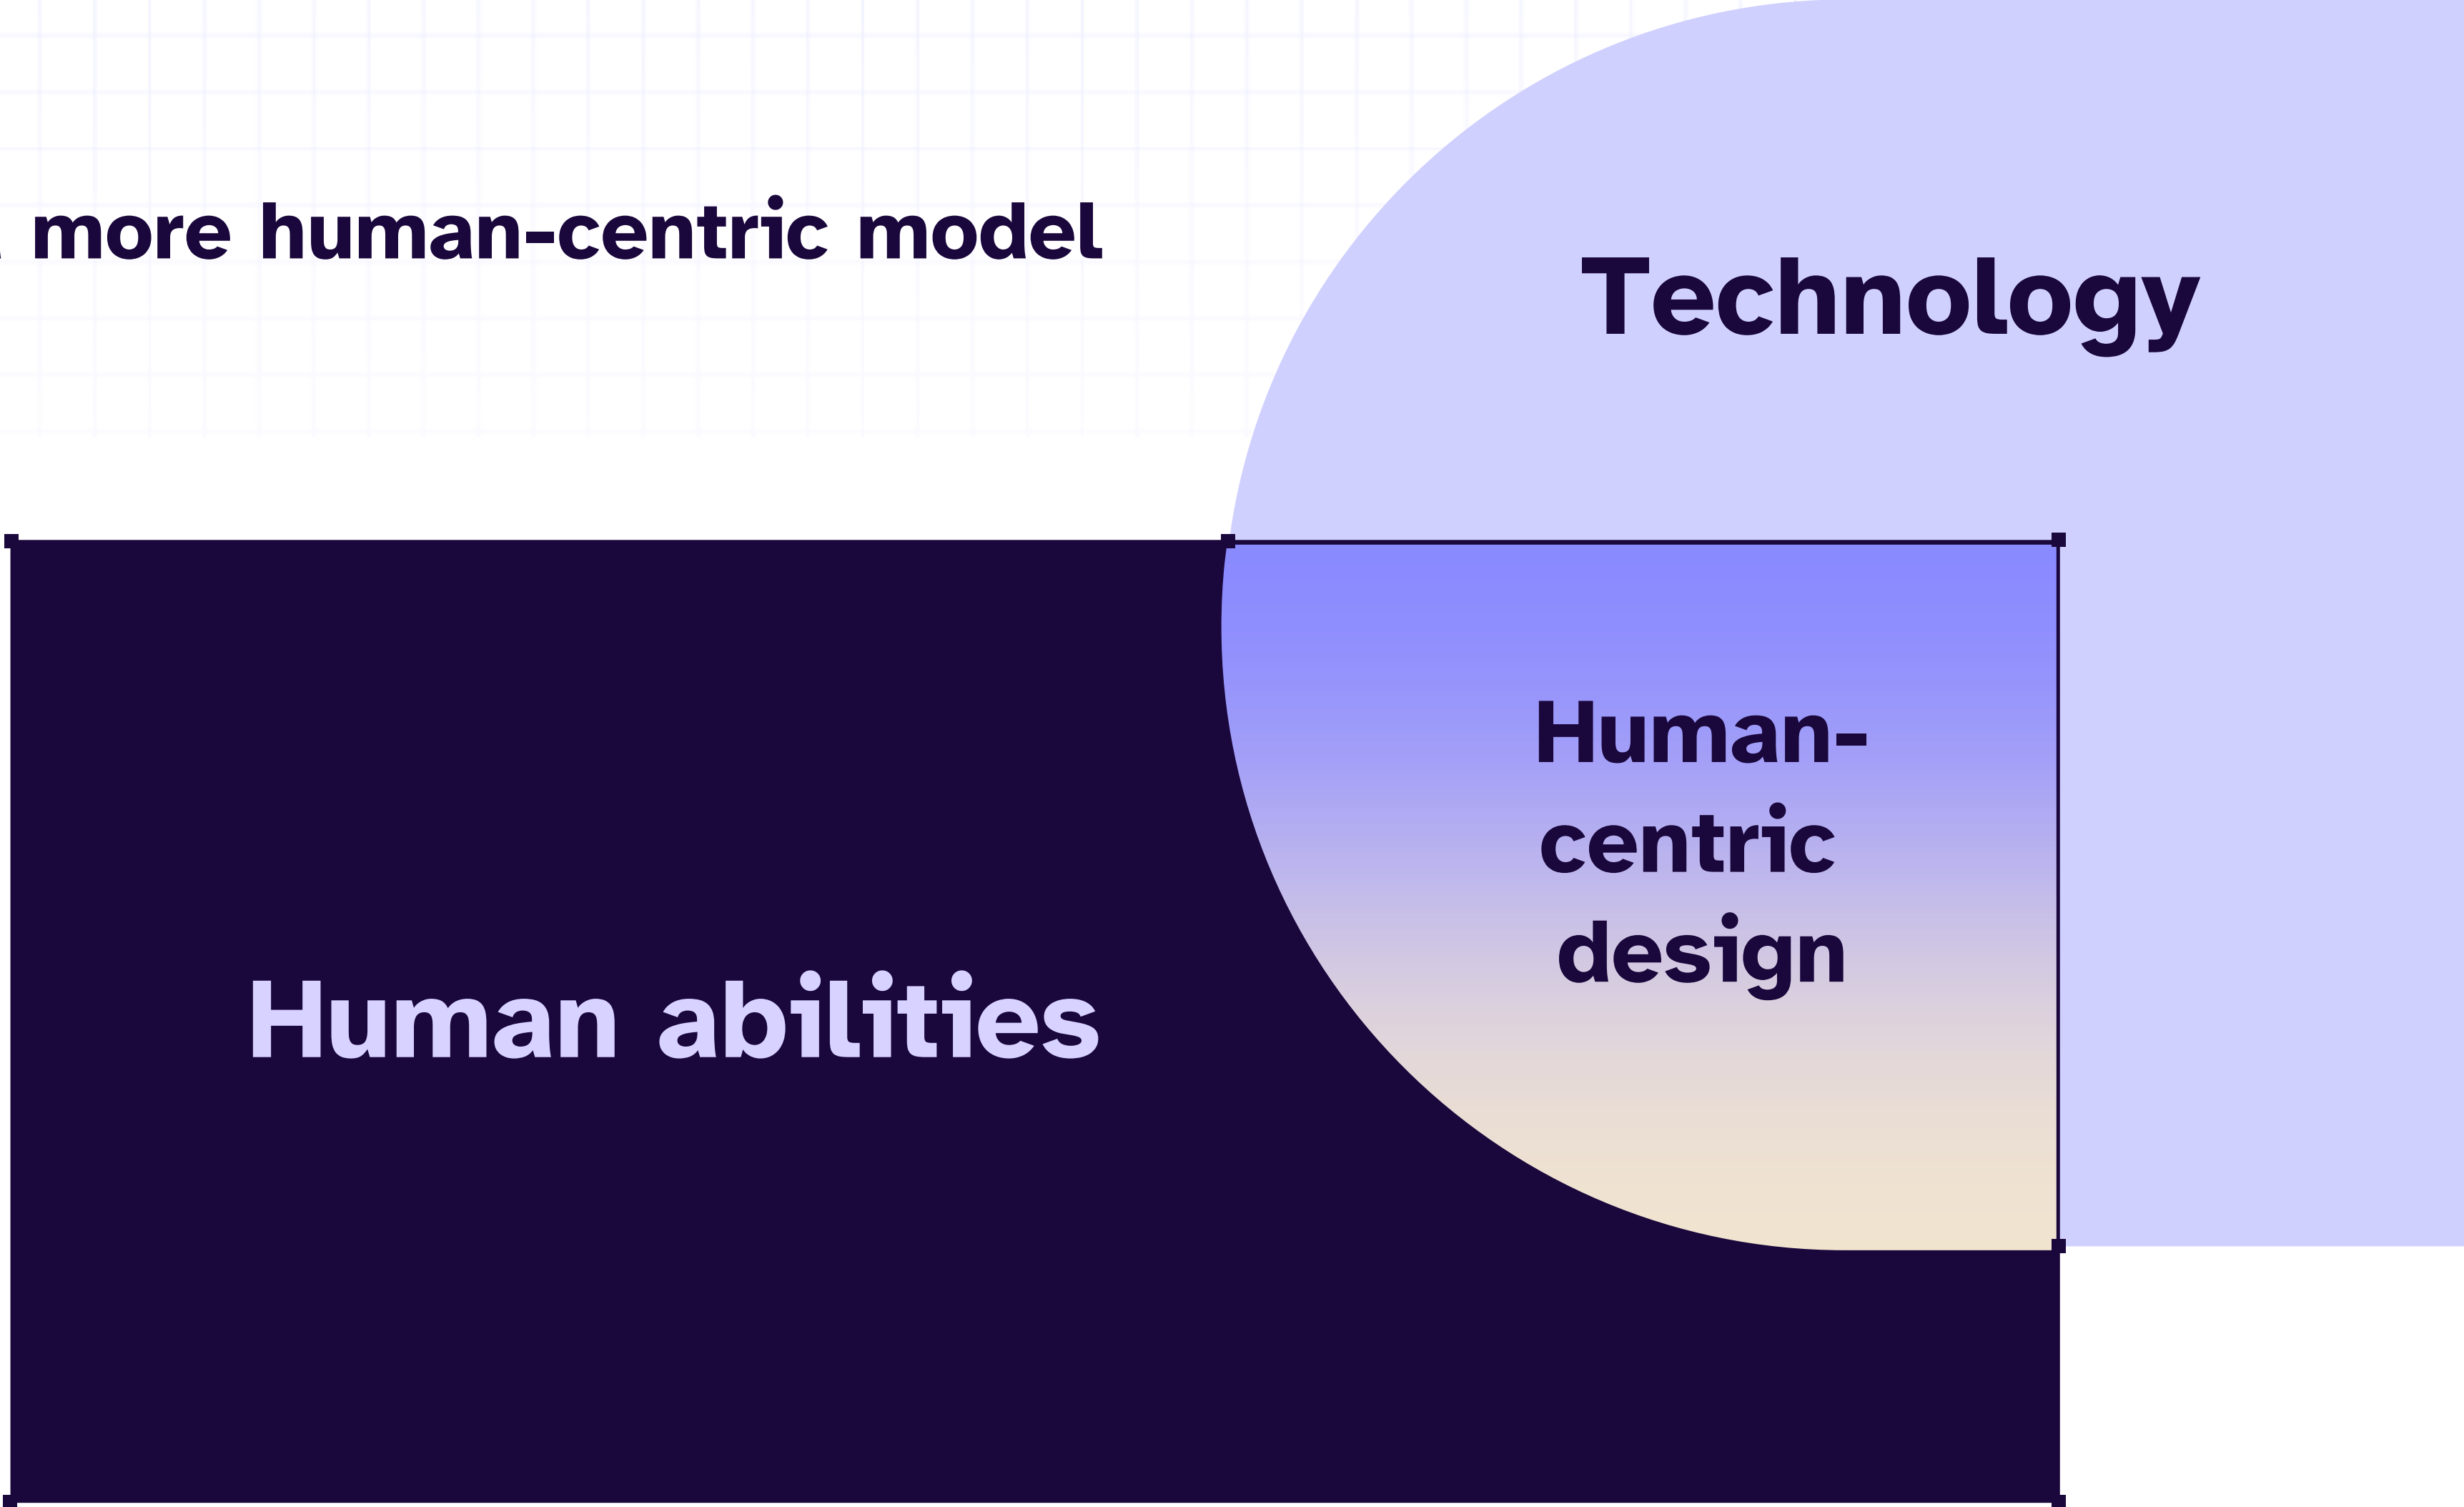 more human-centric model
Technology
Human-
centric
design
Human abilities